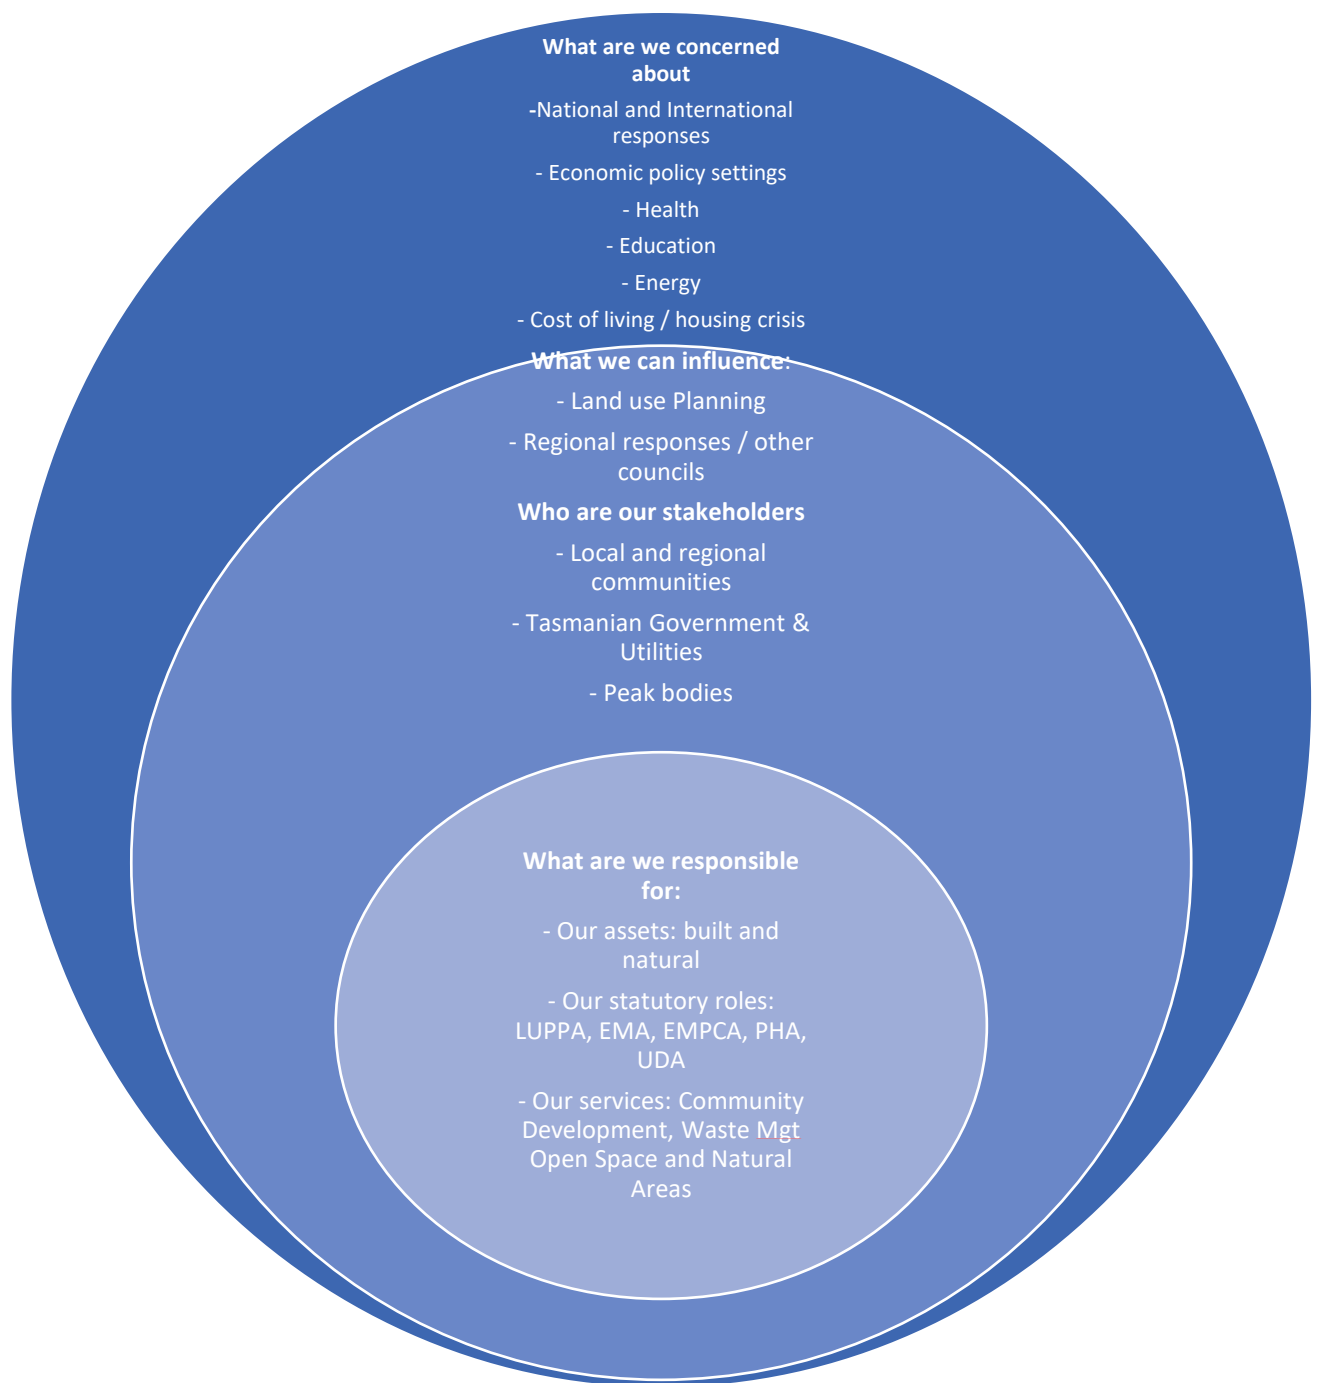 What are we concerned
about
-National and International
responses
- Economic policy settings
- Health
- Education
- Energy
- Cost of living / housing crisis
What we can influence:
- Land use Planning
- Regional responses / other
councils
Who are our stakeholders
- Local and regional
communities
- Tasmanian Government &
Utilities
- Peak bodies
What are we responsible
for:
- Our assets: built and
natural
- Our statutory roles:
LUPPA, EMA, EMPCA, PHA,
UDA
- Our services: Community
Development, Waste Mgt
Open Space and Natural
Areas